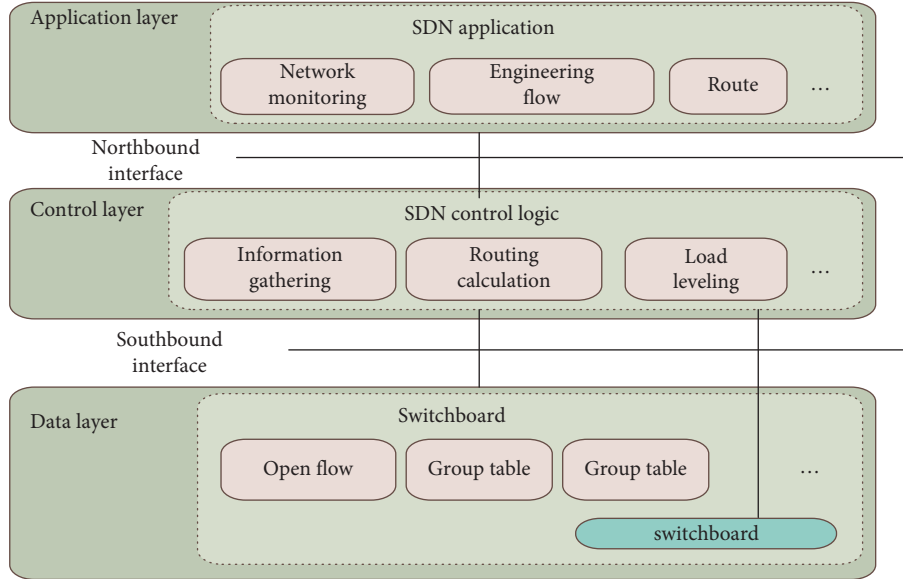 Application layer
SDN application
Network
monitoring
Engineering
flow
Route
...
Northbound
interface
Control layer
SDN control logic
Information
gathering
Routing
calculation
Load
leveling
...
Southbound
interface
Data layer
Switchboard
Open flow
Group table
Group table
...
switchboard